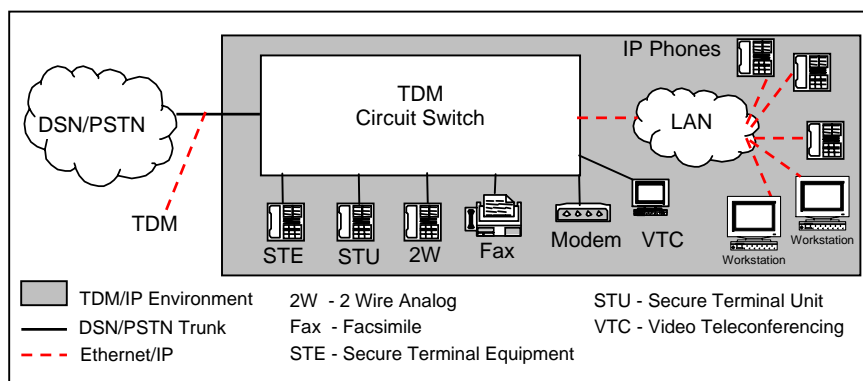 IP Phones
TDM
Circuit Switch
DSN/PSTN
LAN
TDM
STE
STU
2W
Fax
Modem
VTC
Workstation
Workstation
TDM/IP Environment
2W - 2 Wire Analog
STU - Secure Terminal Unit
DSN/PSTN Trunk
Fax - Facsimile
VTC - Video Teleconferencing
Ethernet/IP
STE - Secure Terminal Equipment